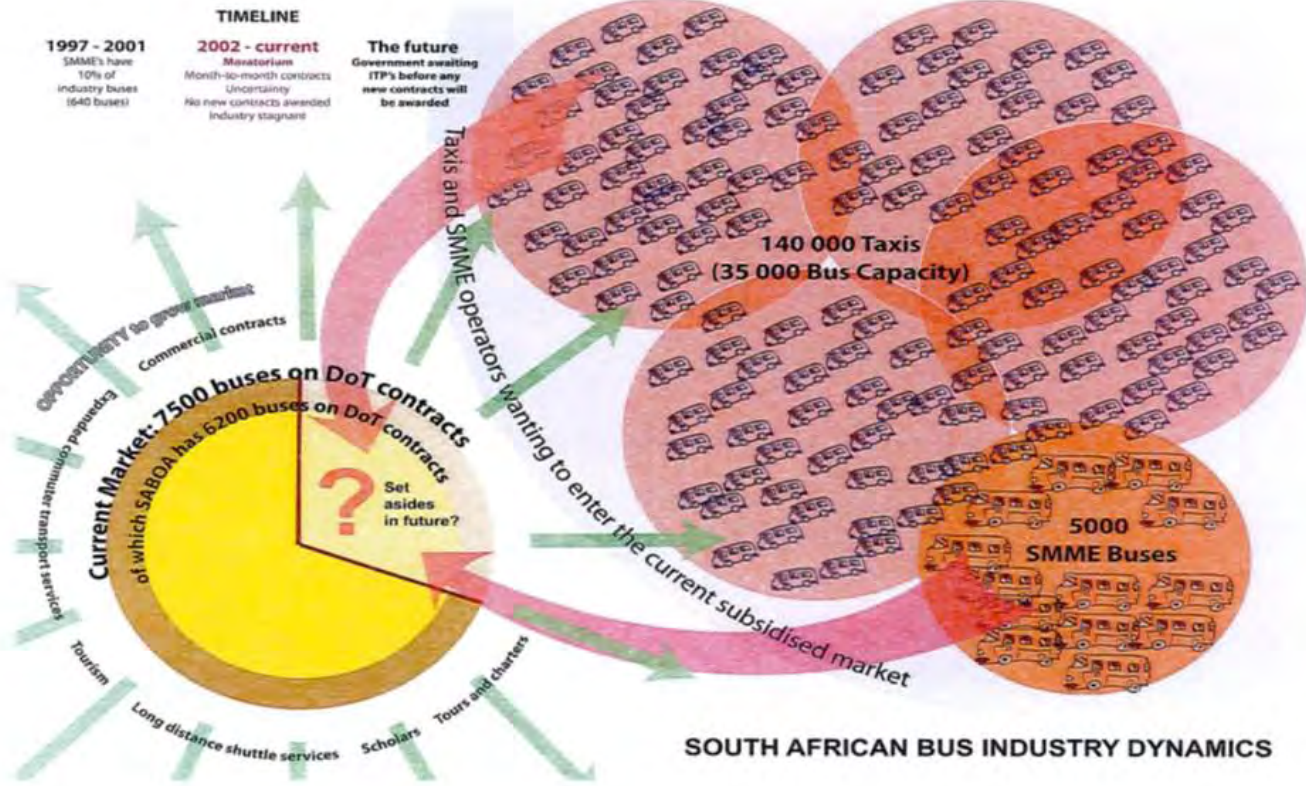 TIMELINE
1997 - 2001
SMME's have
10% of
industry buses
(640 buses)
2002 - current
Moratorium
Month-to-month contracts
Uncertainty
No new contracts awarded
Industry stagnant
The future
Government awaiting
ITP's before any
new contracts will
be awarded
Taxis and SMME operators wanting to enter the current subsidised market
140 000 Taxis
(35 000 Bus Capacity)
5000
SMME Buses
OPPORTUNITY to grow market
Commercial contracts
Expanded commuter transport services
Tourism
Long distance shuttle services
Scholars
Tours and charters
Current Market: 7500 buses on DoT contracts
of which SABOA has 6200 buses on DoT contracts
?
Set
asides
in future?
SOUTH AFRICAN BUS INDUSTRY DYNAMICS